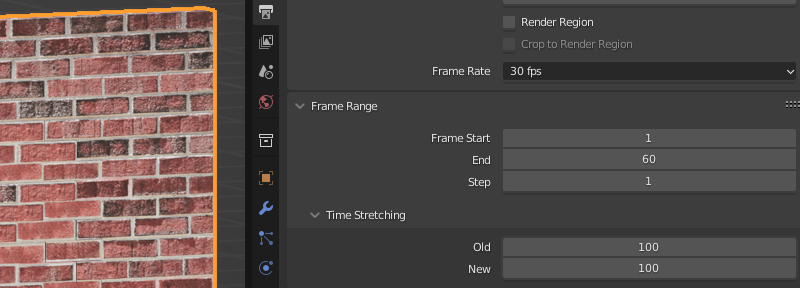 Render Region
Crop to Render Region
Frame Rate 30 fps
Frame Range
Frame Start 1
End 60
Step 1
Time Stretching
Old 100
New 100